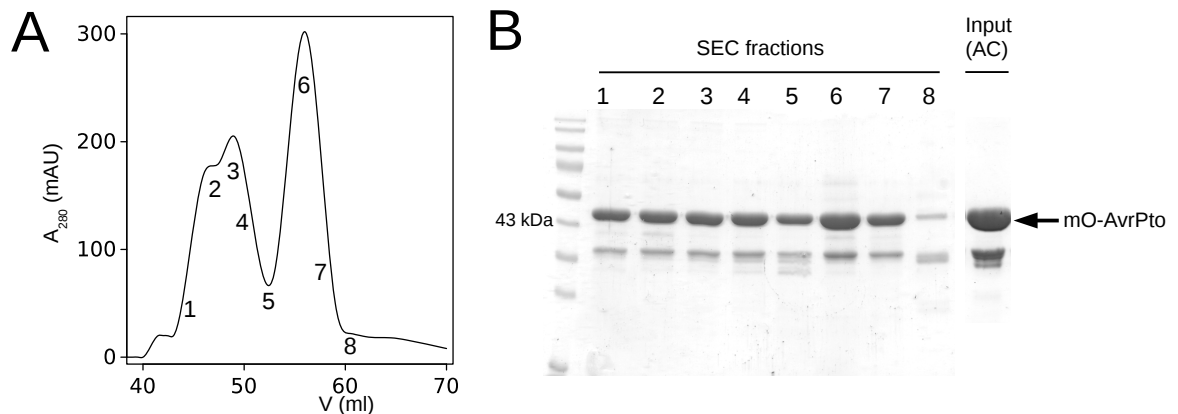 A
300
200
100
0
A280 (mAU)
1
2
3
4
5
6
7
8
40
50
60
70
V (ml)
B
SEC fractions
Input
(AC)
1 2 3 4 5 6 7 8
43 kDa
mO-AvrPto